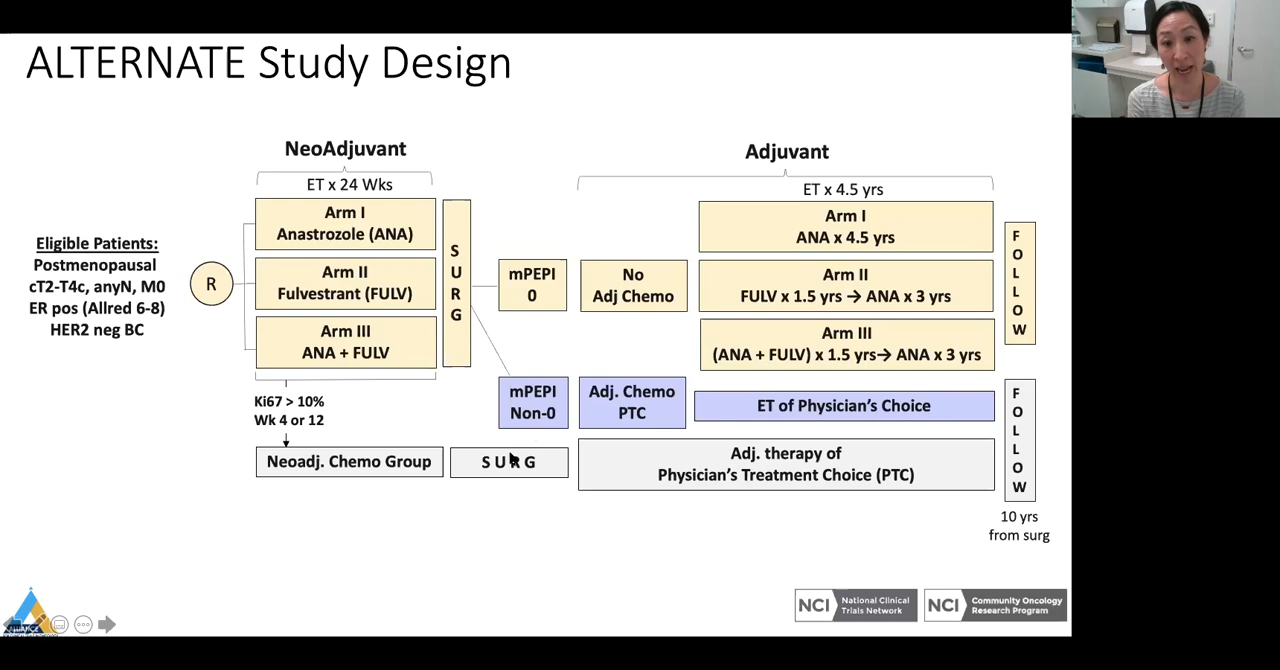 ALTERNATE Study Design
NeoAdjuvant
ET x 24 Wks
Eligible Patients:
Postmenopausal
cT2-T4c, anyN, M0
ER pos (Allred 6-8)
HER2 neg BC
R
Arm I
Anastrozole (ANA)
Arm II
Fulvestrant (FULV)
Arm III
ANA + FULV
Ki67 > 10%
Wk 4 or 12
Neoadj. Chemo Group
S
U
R
G
mPEPI
0
mPEPI
Non-0
S U R G
Adjuvant
ET x 4.5 yrs
No
Adj Chemo
Arm I
ANA x 4.5 yrs
Arm II
FULV x 1.5 yrs → ANA x 3 yrs
Arm III
(ANA + FULV) x 1.5 yrs→ ANA x 3 yrs
Adj. Chemo
PTC
ET of Physician's Choice
Adj. therapy of
Physician's Treatment Choice (PTC)
F
O
L
L
O
W
F
O
L
L
O
W
10 yrs
from surg
NCI National Clinical
Trials Network
NCI Community Oncology
Research Program